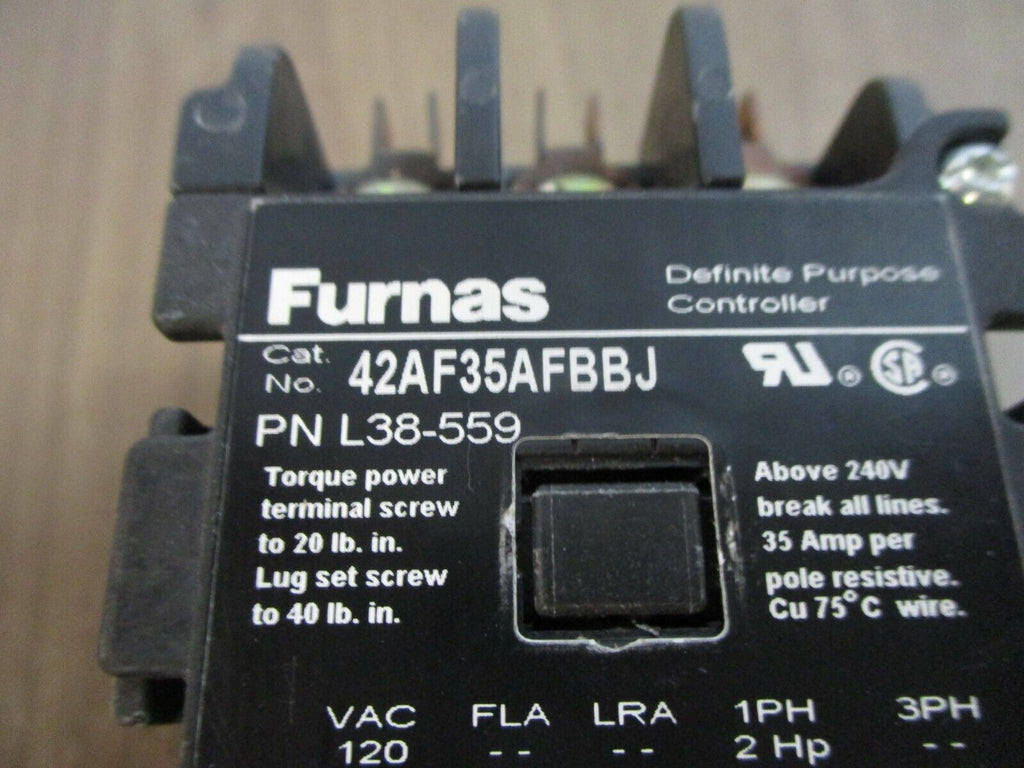 Furnas
Definite Purpose
Controller
Cat.
No. 42AF35AFBBJ
PN L38-559
Torque power
terminal screw
to 20 lb. in.
Lug set screw
to 40 lb. in.
Above 240V
break all lines.
35 Amp per
pole resistive.
Cu 75°C wire.
VAC FLA LRA 1PH 3PH
120 -- -- 2 Hp --